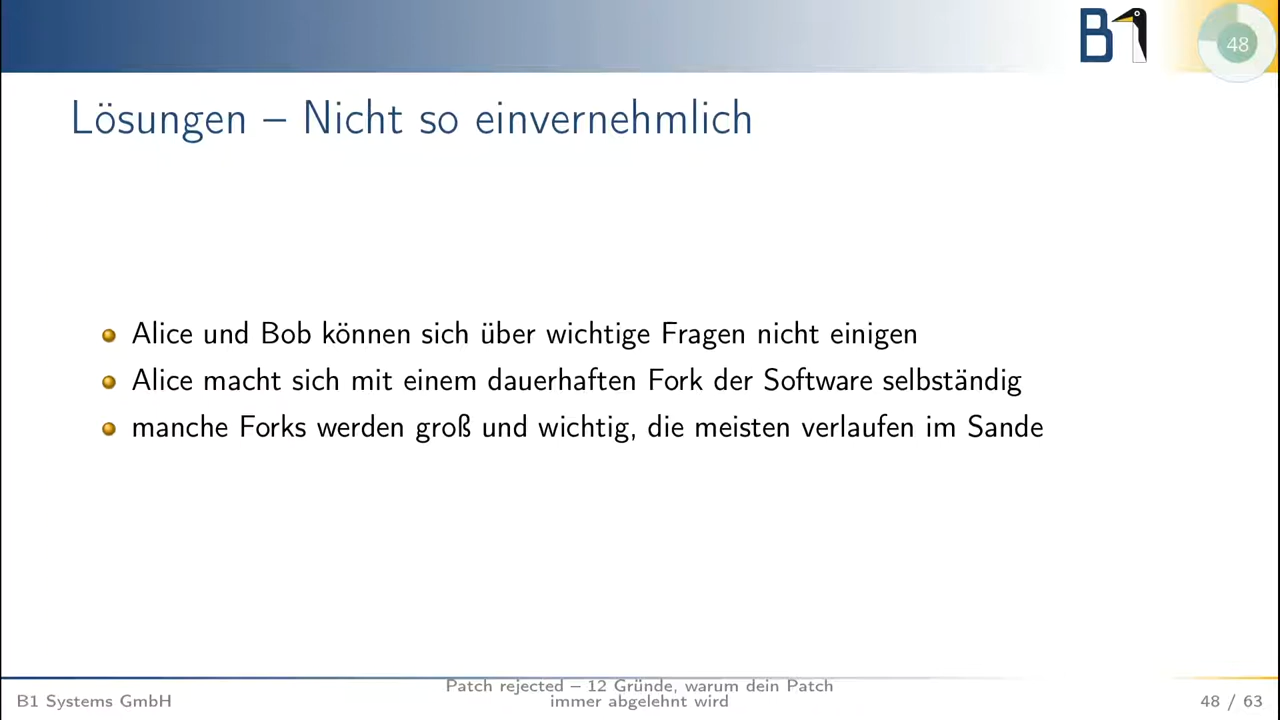 B1
48
Lösungen – Nicht so einvernehmlich
Alice und Bob können sich über wichtige Fragen nicht einigen
Alice macht sich mit einem dauerhaften Fork der Software selbständig
manche Forks werden groß und wichtig, die meisten verlaufen im Sande
B1 Systems GmbH
Patch rejected – 12 Gründe, warum dein Patch
immer abgelehnt wird
48 / 63